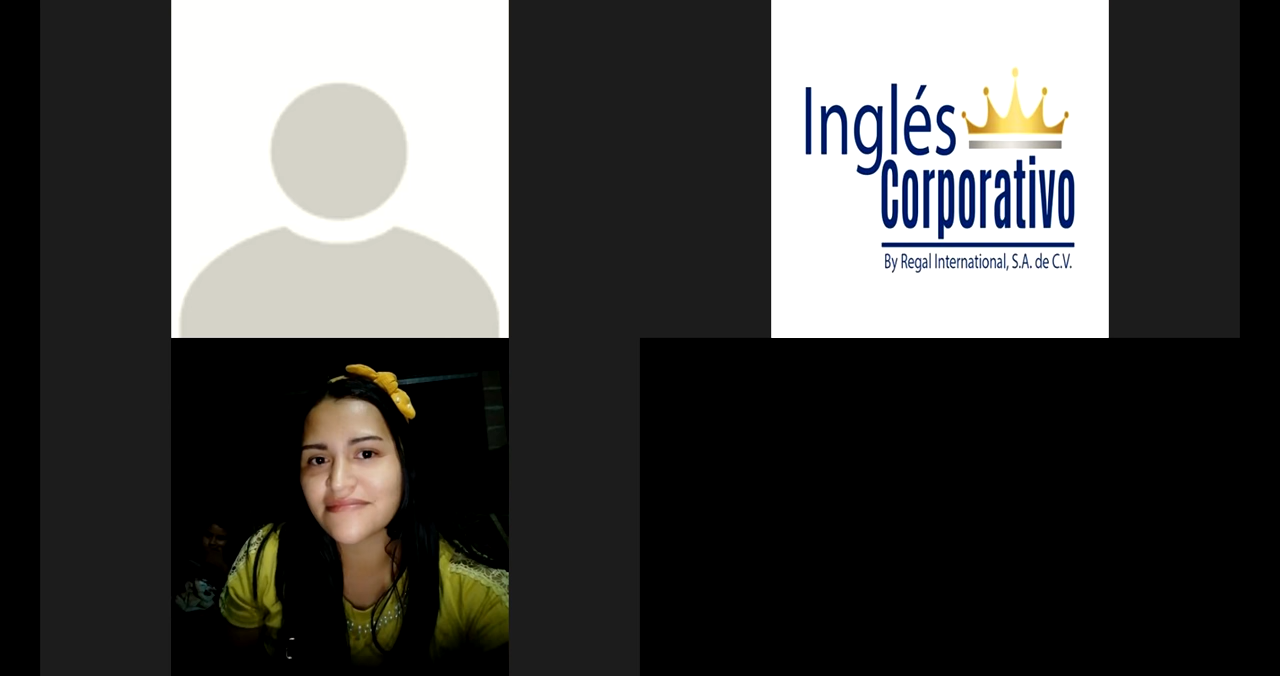 Inglés
Corporativo
By Regal International, S.A. de C.V.